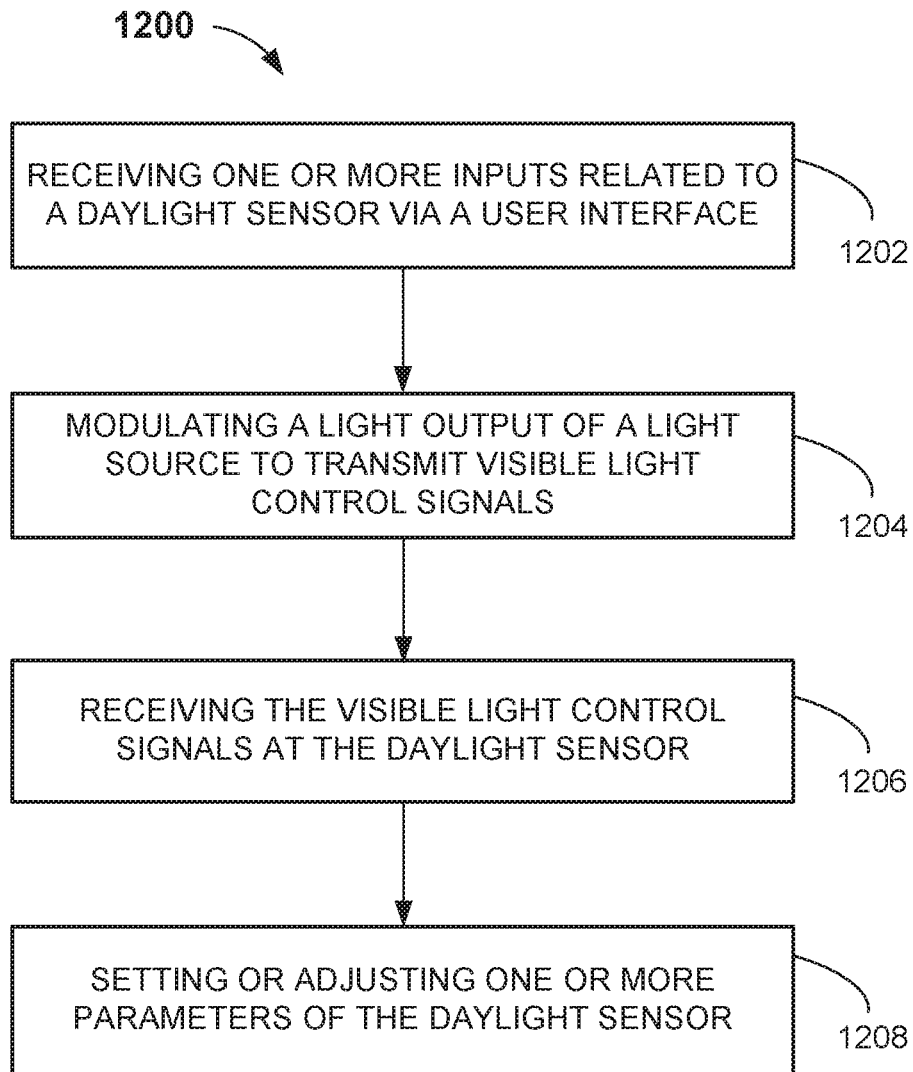 1200
RECEIVING ONE OR MORE INPUTS RELATED TO
A DAYLIGHT SENSOR VIA A USER INTERFACE
1202
MODULATING A LIGHT OUTPUT OF A LIGHT
SOURCE TO TRANSMIT VISIBLE LIGHT
CONTROL SIGNALS
1204
RECEIVING THE VISIBLE LIGHT CONTROL
SIGNALS AT THE DAYLIGHT SENSOR
1206
SETTING OR ADJUSTING ONE OR MORE
PARAMETERS OF THE DAYLIGHT SENSOR
1208